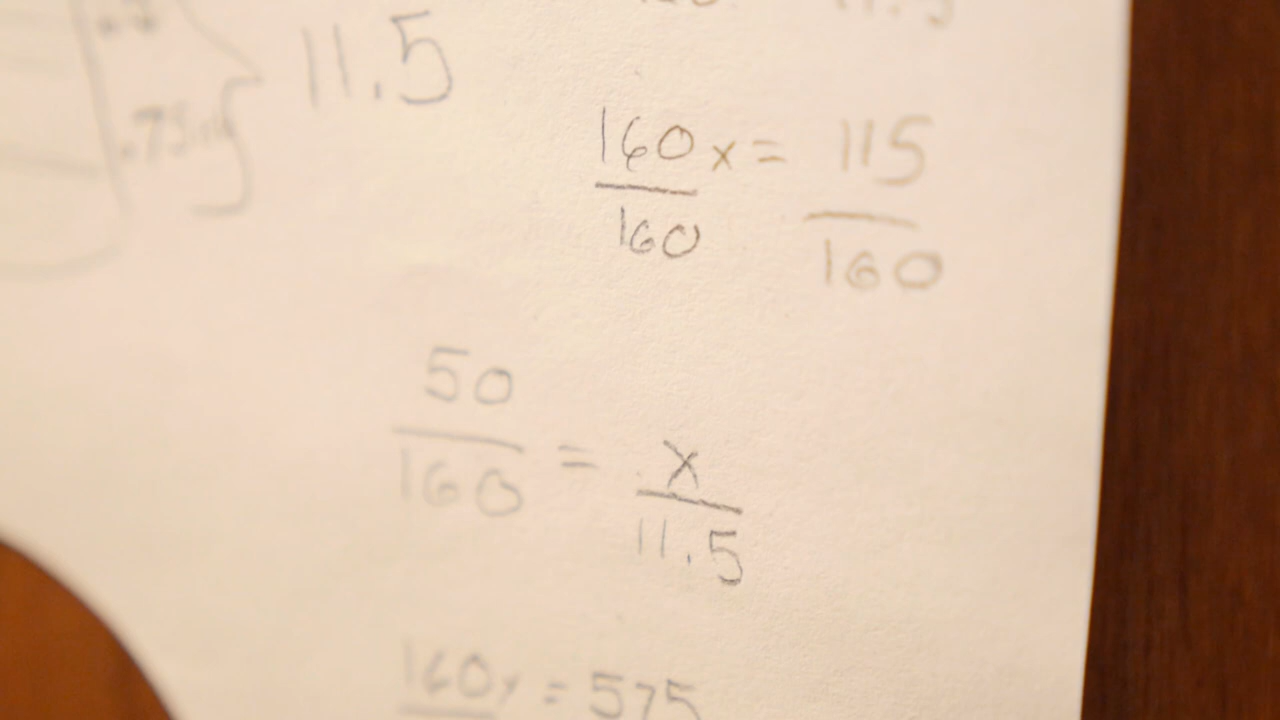 11.5
160x = 115
160 160
50 = x
160 11.5
160x = 575